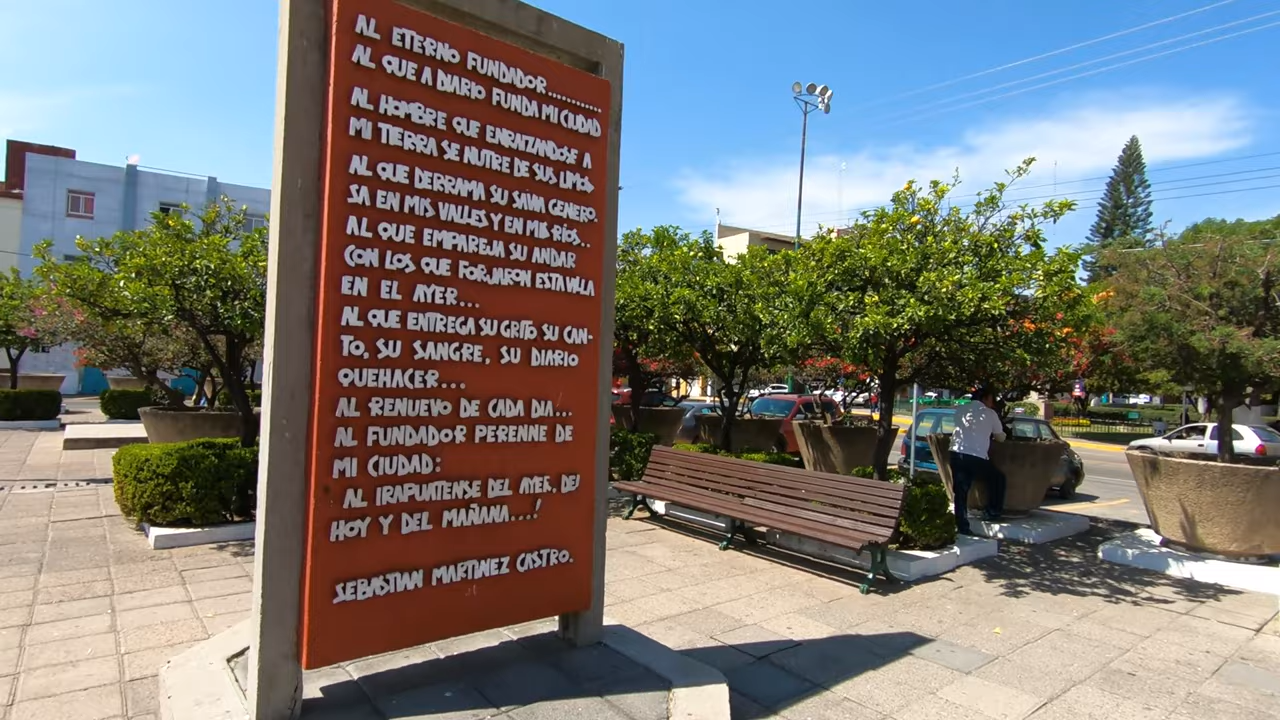 AL ETERNO FUNDADOR..........
AL QUE A DIARIO FUNDA MI CIUDAD
AL HOMBRE QUE ENRAIZANDOSE A
MI TIERRA SE NUTRE DE SUS LIMOS
AL QUE DERRAMA SU SAVIA GENERO-
SA EN MIS VALLES Y EN MIS RÍOS..
AL QUE EMPAREJA SU ANDAR
CON LOS QUE FORJARON ESTA VILLA
EN EL AYER...
AL QUE ENTREGA SU GRITO SU CAN-
TO, SU SANGRE, SU DIARIO
QUEHACER...
AL RENUEVO DE CADA DIA...
AL FUNDADOR PERENNE DE
MI CIUDAD:
AL IRAPUATENSE DEL AYER, DEL
HOY Y DEL MAÑANA...!
SEBASTIAN MARTINEZ CASTRO.